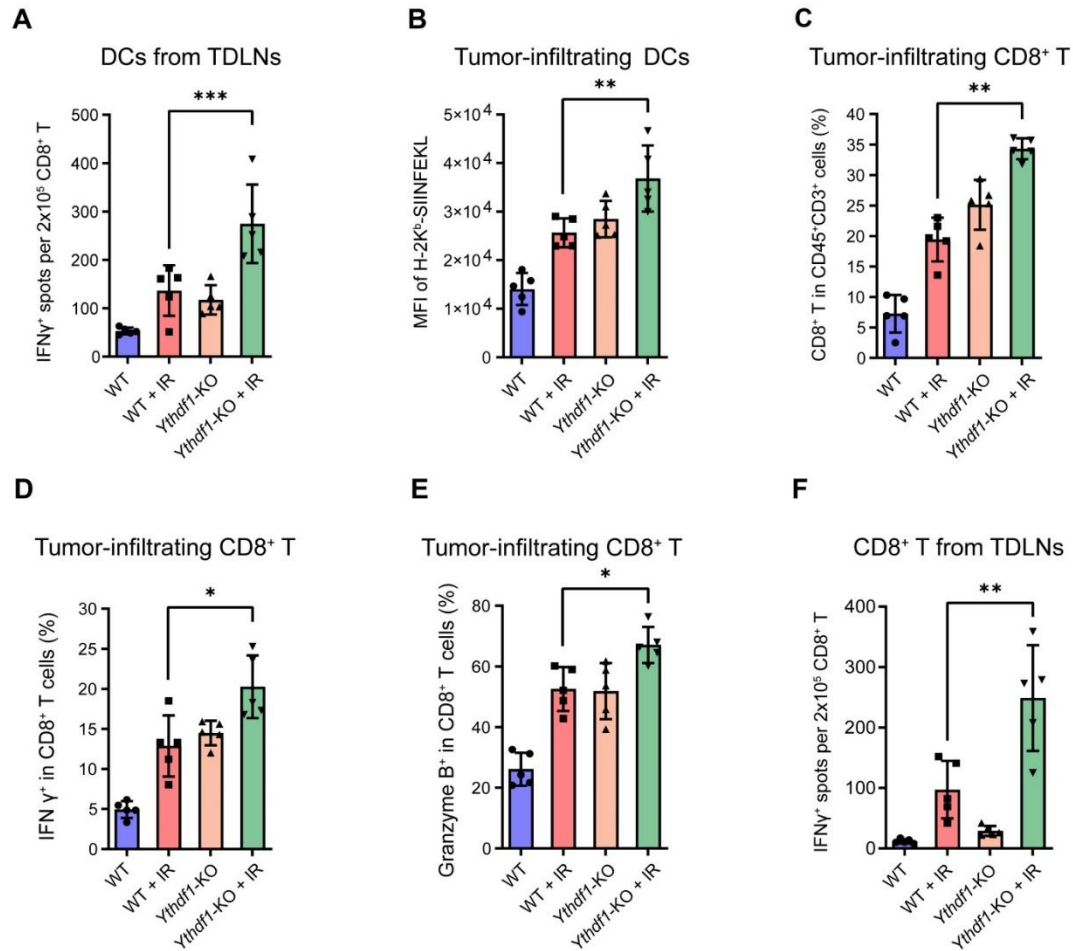 A
DCs from TDLNs
IFNγ⁺ spots per 2x10⁵ CD8⁺ T
500
400
300
200
100
0
***
WT
WT + IR
Ythdf1-KO
Ythdf1-KO + IR
B
Tumor-infiltrating DCs
MFI of H-2Kᵇ-SIINFEKL
5×10⁴
4×10⁴
3×10⁴
2×10⁴
1×10⁴
0
**
WT
WT + IR
Ythdf1-KO
Ythdf1-KO + IR
C
Tumor-infiltrating CD8⁺ T
CD8⁺ T in CD45⁺CD3⁺ cells (%)
40
35
30
25
20
15
10
5
0
**
WT
WT + IR
Ythdf1-KO
Ythdf1-KO + IR
D
Tumor-infiltrating CD8⁺ T
IFN γ⁺ in CD8⁺ T cells (%)
30
25
20
15
10
5
0
*
WT
WT + IR
Ythdf1-KO
Ythdf1-KO + IR
E
Tumor-infiltrating CD8⁺ T
Granzyme B⁺ in CD8⁺ T cells (%)
80
60
40
20
0
*
WT
WT + IR
Ythdf1-KO
Ythdf1-KO + IR
F
CD8⁺ T from TDLNs
IFNγ⁺ spots per 2x10⁵ CD8⁺ T
400
300
200
100
0
**
WT
WT + IR
Ythdf1-KO
Ythdf1-KO + IR